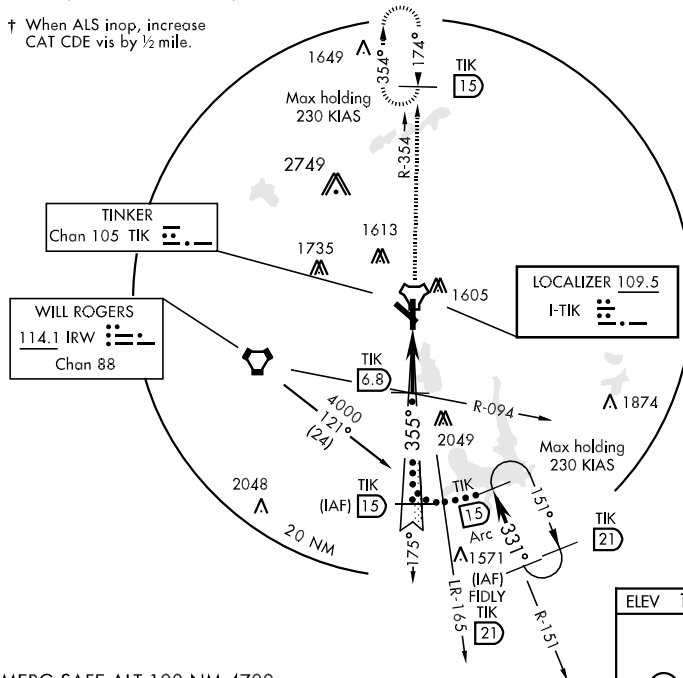 † When ALS inop, increase
CAT CDE vis by ½ mile.
1649
354°
174°
TIK
15
Max holding
230 KIAS
R-354
2749
TINKER
Chan 105 TIK
1735
1613
1605
LOCALIZER 109.5
I-TIK
WILL ROGERS
114.1 IRW
Chan 88
TIK
6.8
R-094
1874
4000
121°
(24)
355°
2049
Max holding
230 KIAS
2048
(IAF)
TIK
15
TIK
15
Arc
151°
331°
TIK
21
20 NM
175°
1571
(IAF)
FIDLY
TIK
21
LR-165
R-151
ELEV 1